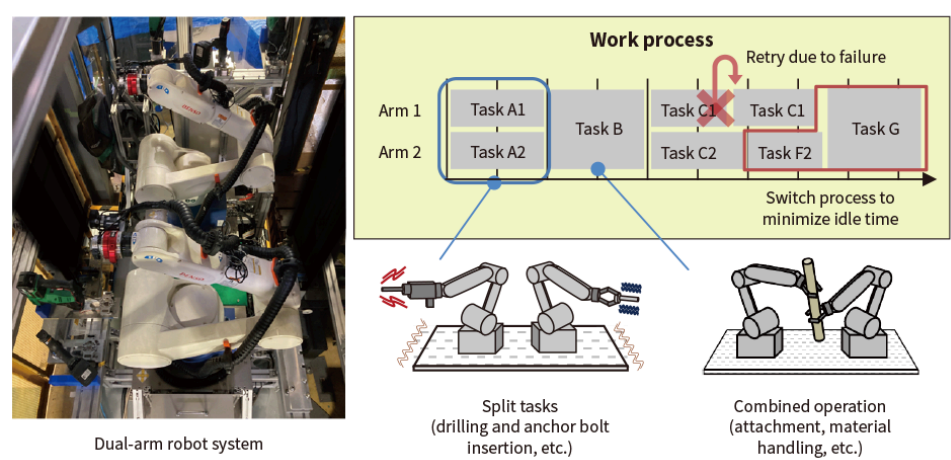 Work process
Retry due to failure
Arm 1
Task A1
Task B
Task C1
Task C1
Task G
Arm 2
Task A2
Task C2
Task F2
Switch process to
minimize idle time
Split tasks
(drilling and anchor bolt
insertion, etc.)
Combined operation
(attachment, material
handling, etc.)
Dual-arm robot system